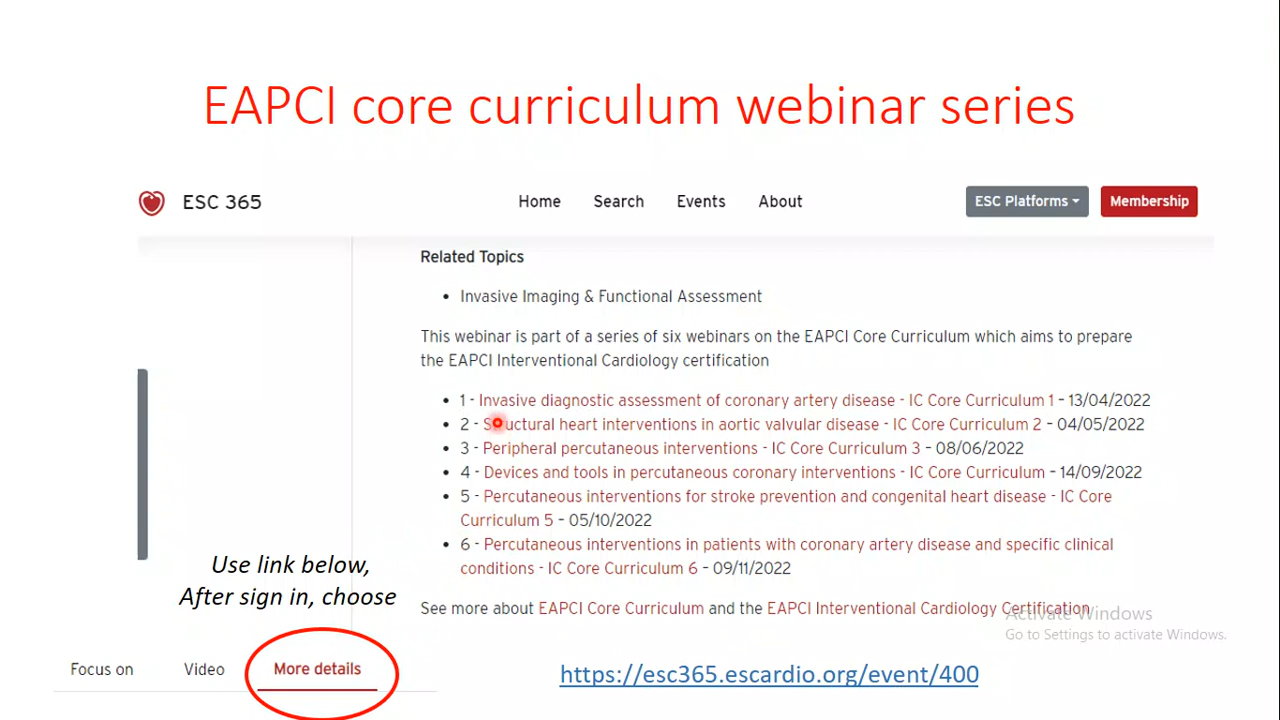 EAPCI core curriculum webinar series
ESC 365
Home
Search
Events
About
ESC Platforms
Membership
Related Topics
• Invasive Imaging & Functional Assessment
This webinar is part of a series of six webinars on the EAPCI Core Curriculum which aims to prepare
the EAPCI Interventional Cardiology certification
• 1 - Invasive diagnostic assessment of coronary artery disease - IC Core Curriculum 1 – 13/04/2022
• 2 - Structural heart interventions in aortic valvular disease - IC Core Curriculum 2 – 04/05/2022
• 3 - Peripheral percutaneous interventions - IC Core Curriculum 3 – 08/06/2022
• 4 - Devices and tools in percutaneous coronary interventions - IC Core Curriculum – 14/09/2022
• 5 - Percutaneous interventions for stroke prevention and congenital heart disease - IC Core
Curriculum 5 – 05/10/2022
• 6 - Percutaneous interventions in patients with coronary artery disease and specific clinical
conditions - IC Core Curriculum 6 – 09/11/2022
See more about EAPCI Core Curriculum and the EAPCI Interventional Cardiology Certification
Use link below,
After sign in, choose
Focus on
Video
More details
https://esc365.escardio.org/event/400
Activate Windows
Go to Settings to activate Windows.